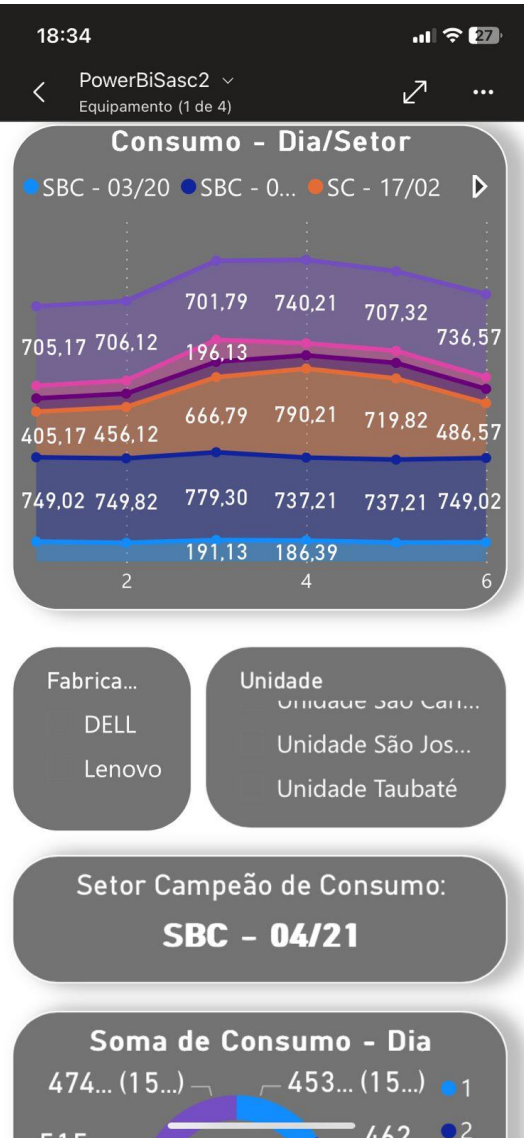 18:34
27
PowerBiSasc2
Equipamento (1 de 4)
Consumo - Dia/Setor
SBC - 03/20 SBC - 0... SC - 17/02
701,79 740,21 707,32
705,17 706,12 196,13 736,57
666,79 790,21 719,82
405,17 456,12 486,57
749,02 749,82 779,30 737,21 737,21 749,02
191,13 186,39
2 4 6
Fabrica...
DELL
Lenovo
Unidade
Unidade São Car...
Unidade São Jos...
Unidade Taubaté
Setor Campeão de Consumo:
SBC - 04/21
Soma de Consumo - Dia
474... (15...) 453... (15...) 1
2